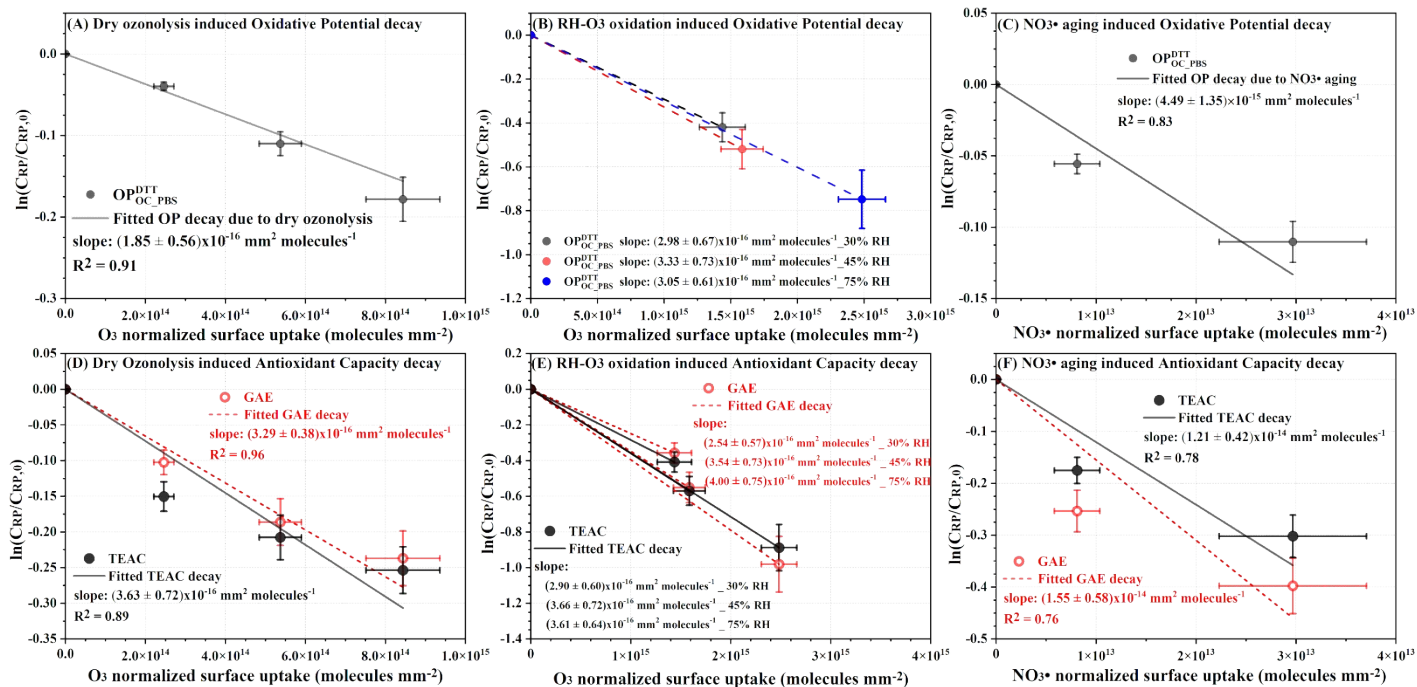 (A) Dry ozonolysis induced Oxidative Potential decay
0.0
-0.1
-0.2
-0.3
ln(CRP/CRP,0)
OP^DTT_OC_PBS
Fitted OP decay due to dry ozonolysis
slope: (1.85 ± 0.56)x10^-16 mm^2 molecules^-1
R^2 = 0.91
0.0 2.0x10^14 4.0x10^14 6.0x10^14 8.0x10^14 1.0x10^15
O3 normalized surface uptake (molecules mm^-2)
(B) RH-O3 oxidation induced Oxidative Potential decay
0.0
-0.2
-0.4
-0.6
-0.8
-1.0
-1.2
ln(CRP/CRP,0)
OP^DTT_OC_PBS slope: (2.98 ± 0.67)x10^-16 mm^2 molecules^-1_30% RH
OP^DTT_OC_PBS slope: (3.33 ± 0.73)x10^-16 mm^2 molecules^-1_45% RH
OP^DTT_OC_PBS slope: (3.05 ± 0.61)x10^-16 mm^2 molecules^-1_75% RH
0.0 5.0x10^14 1.0x10^15 1.5x10^15 2.0x10^15 2.5x10^15 3.0x10^15
O3 normalized surface uptake (molecules mm^-2)
(C) NO3• aging induced Oxidative Potential decay
0.05
0.00
-0.05
-0.10
-0.15
ln(CRP/CRP,0)
OP^DTT_OC_PBS
Fitted OP decay due to NO3• aging
slope: (4.49 ± 1.35)×10^-15 mm^2 molecules^-1
R^2 = 0.83
0 1x10^13 2x10^13 3x10^13 4x10^13
NO3• normalized surface uptake (molecules mm^-2)
(D) Dry Ozonolysis induced Antioxidant Capacity decay
0.05
0.00
-0.05
-0.10
-0.15
-0.20
-0.25
-0.30
-0.35
ln(CRP/CRP,0)
GAE
Fitted GAE decay
slope: (3.29 ± 0.38)x10^-16 mm^2 molecules^-1
R^2 = 0.96
TEAC
Fitted TEAC decay
slope: (3.63 ± 0.72)x10^-16 mm^2 molecules^-1
R^2 = 0.89
0.0 2.0x10^14 4.0x10^14 6.0x10^14 8.0x10^14 1.0x10^15
O3 normalized surface uptake (molecules mm^-2)
(E) RH-O3 oxidation induced Antioxidant Capacity decay
0.2
0.0
-0.2
-0.4
-0.6
-0.8
-1.0
-1.2
-1.4
ln(CRP/CRP,0)
GAE
Fitted GAE decay
slope:
(2.54 ± 0.57)x10^-16 mm^2 molecules^-1 _ 30% RH
(3.54 ± 0.73)x10^-16 mm^2 molecules^-1 _ 45% RH
(4.00 ± 0.75)x10^-16 mm^2 molecules^-1 _ 75% RH
TEAC
Fitted TEAC decay
slope:
(2.90 ± 0.60)x10^-16 mm^2 molecules^-1 _ 30% RH
(3.66 ± 0.72)x10^-16 mm^2 molecules^-1 _ 45% RH
(3.61 ± 0.64)x10^-16 mm^2 molecules^-1 _ 75% RH
0 1x10^15 2x10^15 3x10^15 4x10^15
O3 normalized surface uptake (molecules mm^-2)
(F) NO3• aging induced Antioxidant Capacity decay
0.1
0.0
-0.1
-0.2
-0.3
-0.4
-0.5
ln(CRP/CRP,0)
TEAC
Fitted TEAC decay
slope: (1.21 ± 0.42)x10^-14 mm^2 molecules^-1
R^2 = 0.78
GAE
Fitted GAE decay
slope: (1.55 ± 0.58)x10^-14 mm^2 molecules^-1
R^2 = 0.76
0 1x10^13 2x10^13 3x10^13 4x10^13
NO3• normalized surface uptake (molecules mm^-2)